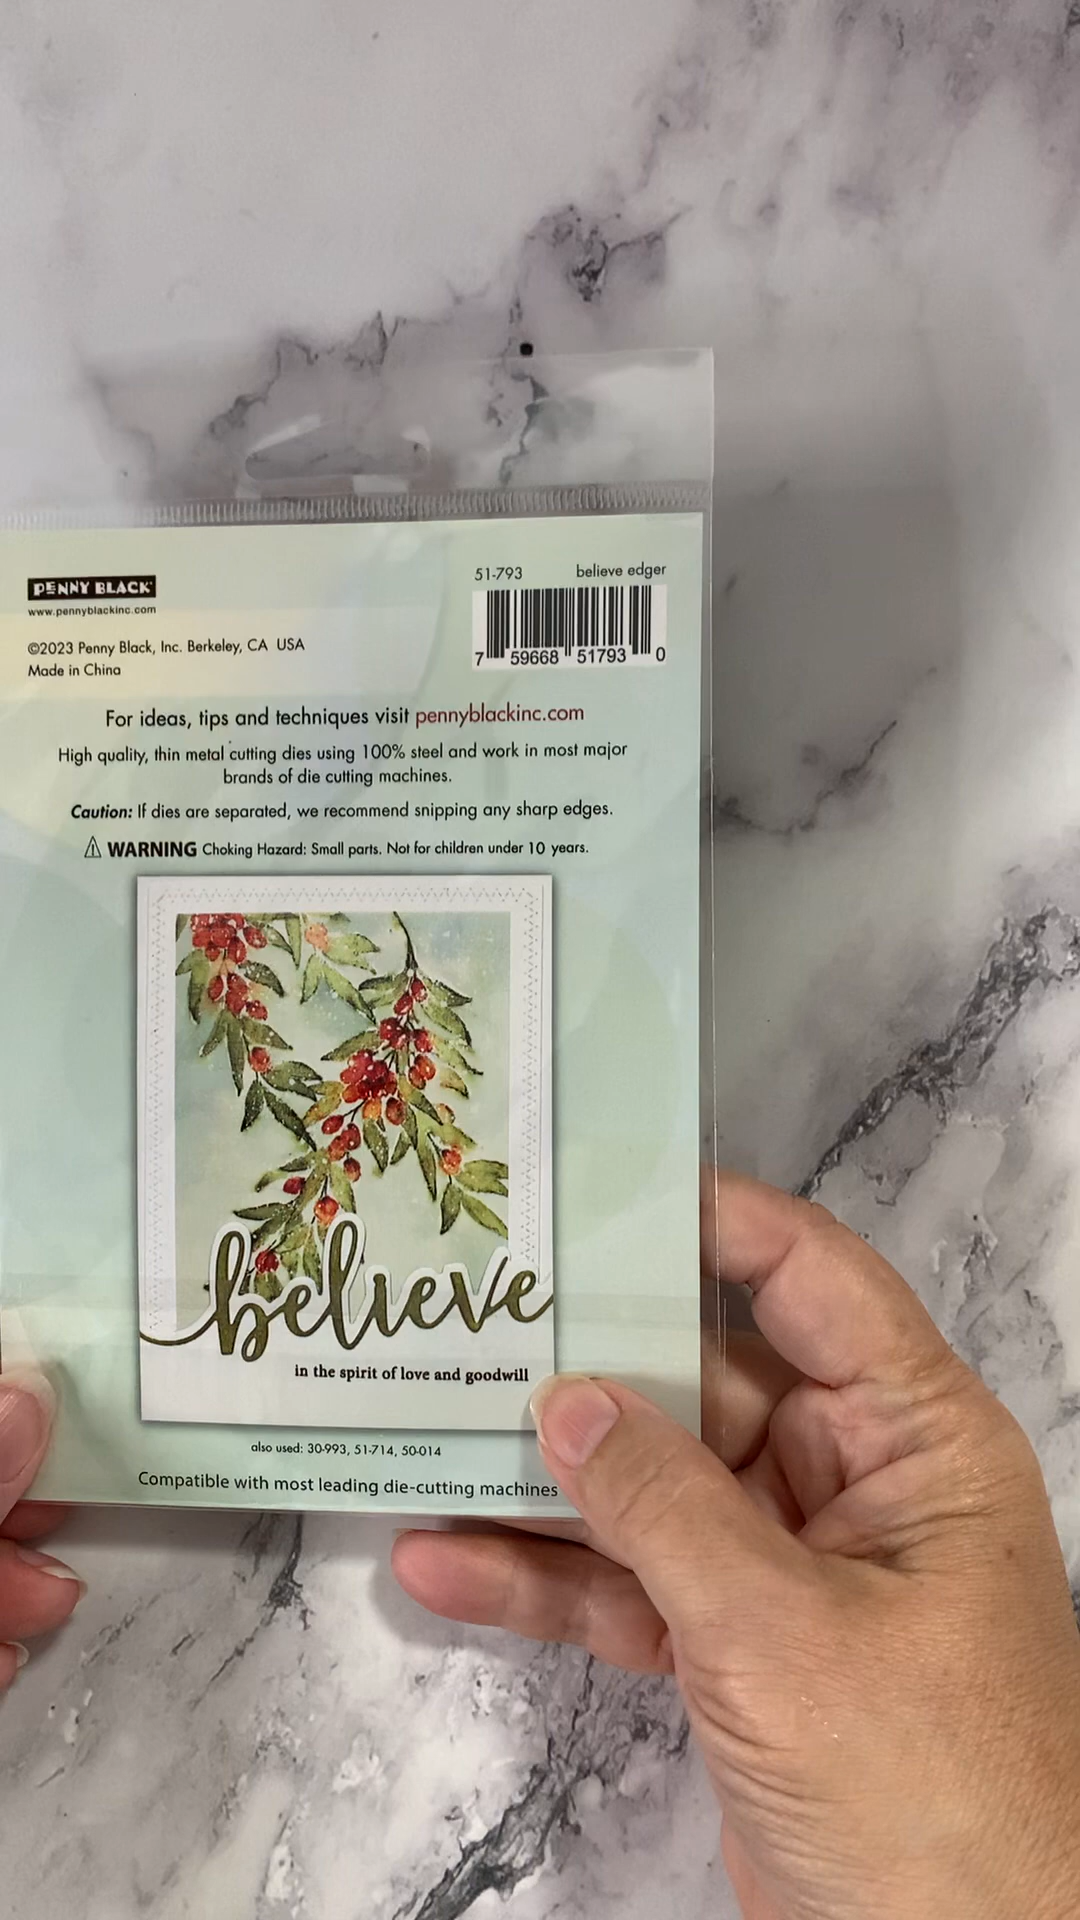 PENNY BLACK
www.pennyblackinc.com
©2023 Penny Black, Inc. Berkeley, CA USA
Made in China
51-793 believe edger
7 59668 51793 0
For ideas, tips and techniques visit pennyblackinc.com
High quality, thin metal cutting dies using 100% steel and work in most major
brands of die cutting machines.
Caution: If dies are separated, we recommend snipping any sharp edges.
⚠ WARNING Choking Hazard: Small parts. Not for children under 10 years.
believe
in the spirit of love and goodwill
also used: 30-993, 51-714, 50-014
Compatible with most leading die-cutting machines